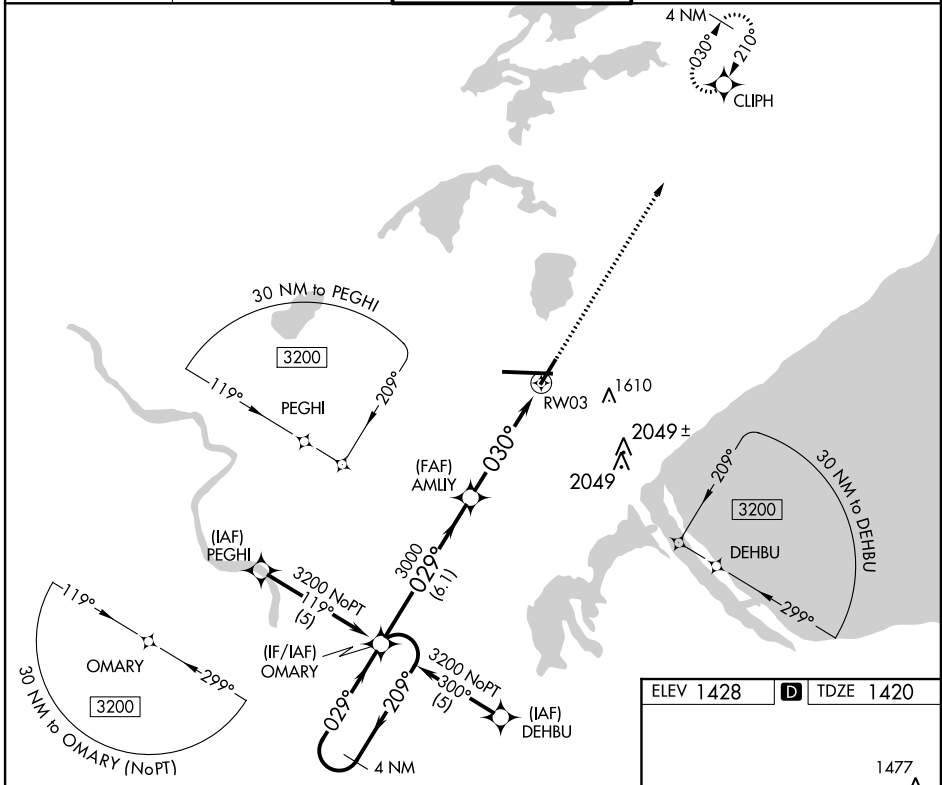 4 NM
030°
210°
CLIPH
30 NM to PEGHI
3200
119°
209°
PEGHI
RW03
1610
2049 ±
2049
030°
(FAF)
AMLIY
209°
30 NM to DEHBU
3200
DEHBU
299°
(IAF)
PEGHI
3200 NoPT
119°
(5)
3000
029°
(6.1)
119°
OMARY
299°
3200
30 NM to OMARY (NoPT)
(IF/IAF)
OMARY
3200 NoPT
300°
(5)
029°
209°
(IAF)
DEHBU
4 NM
ELEV 1428
D
TDZE 1420
1477